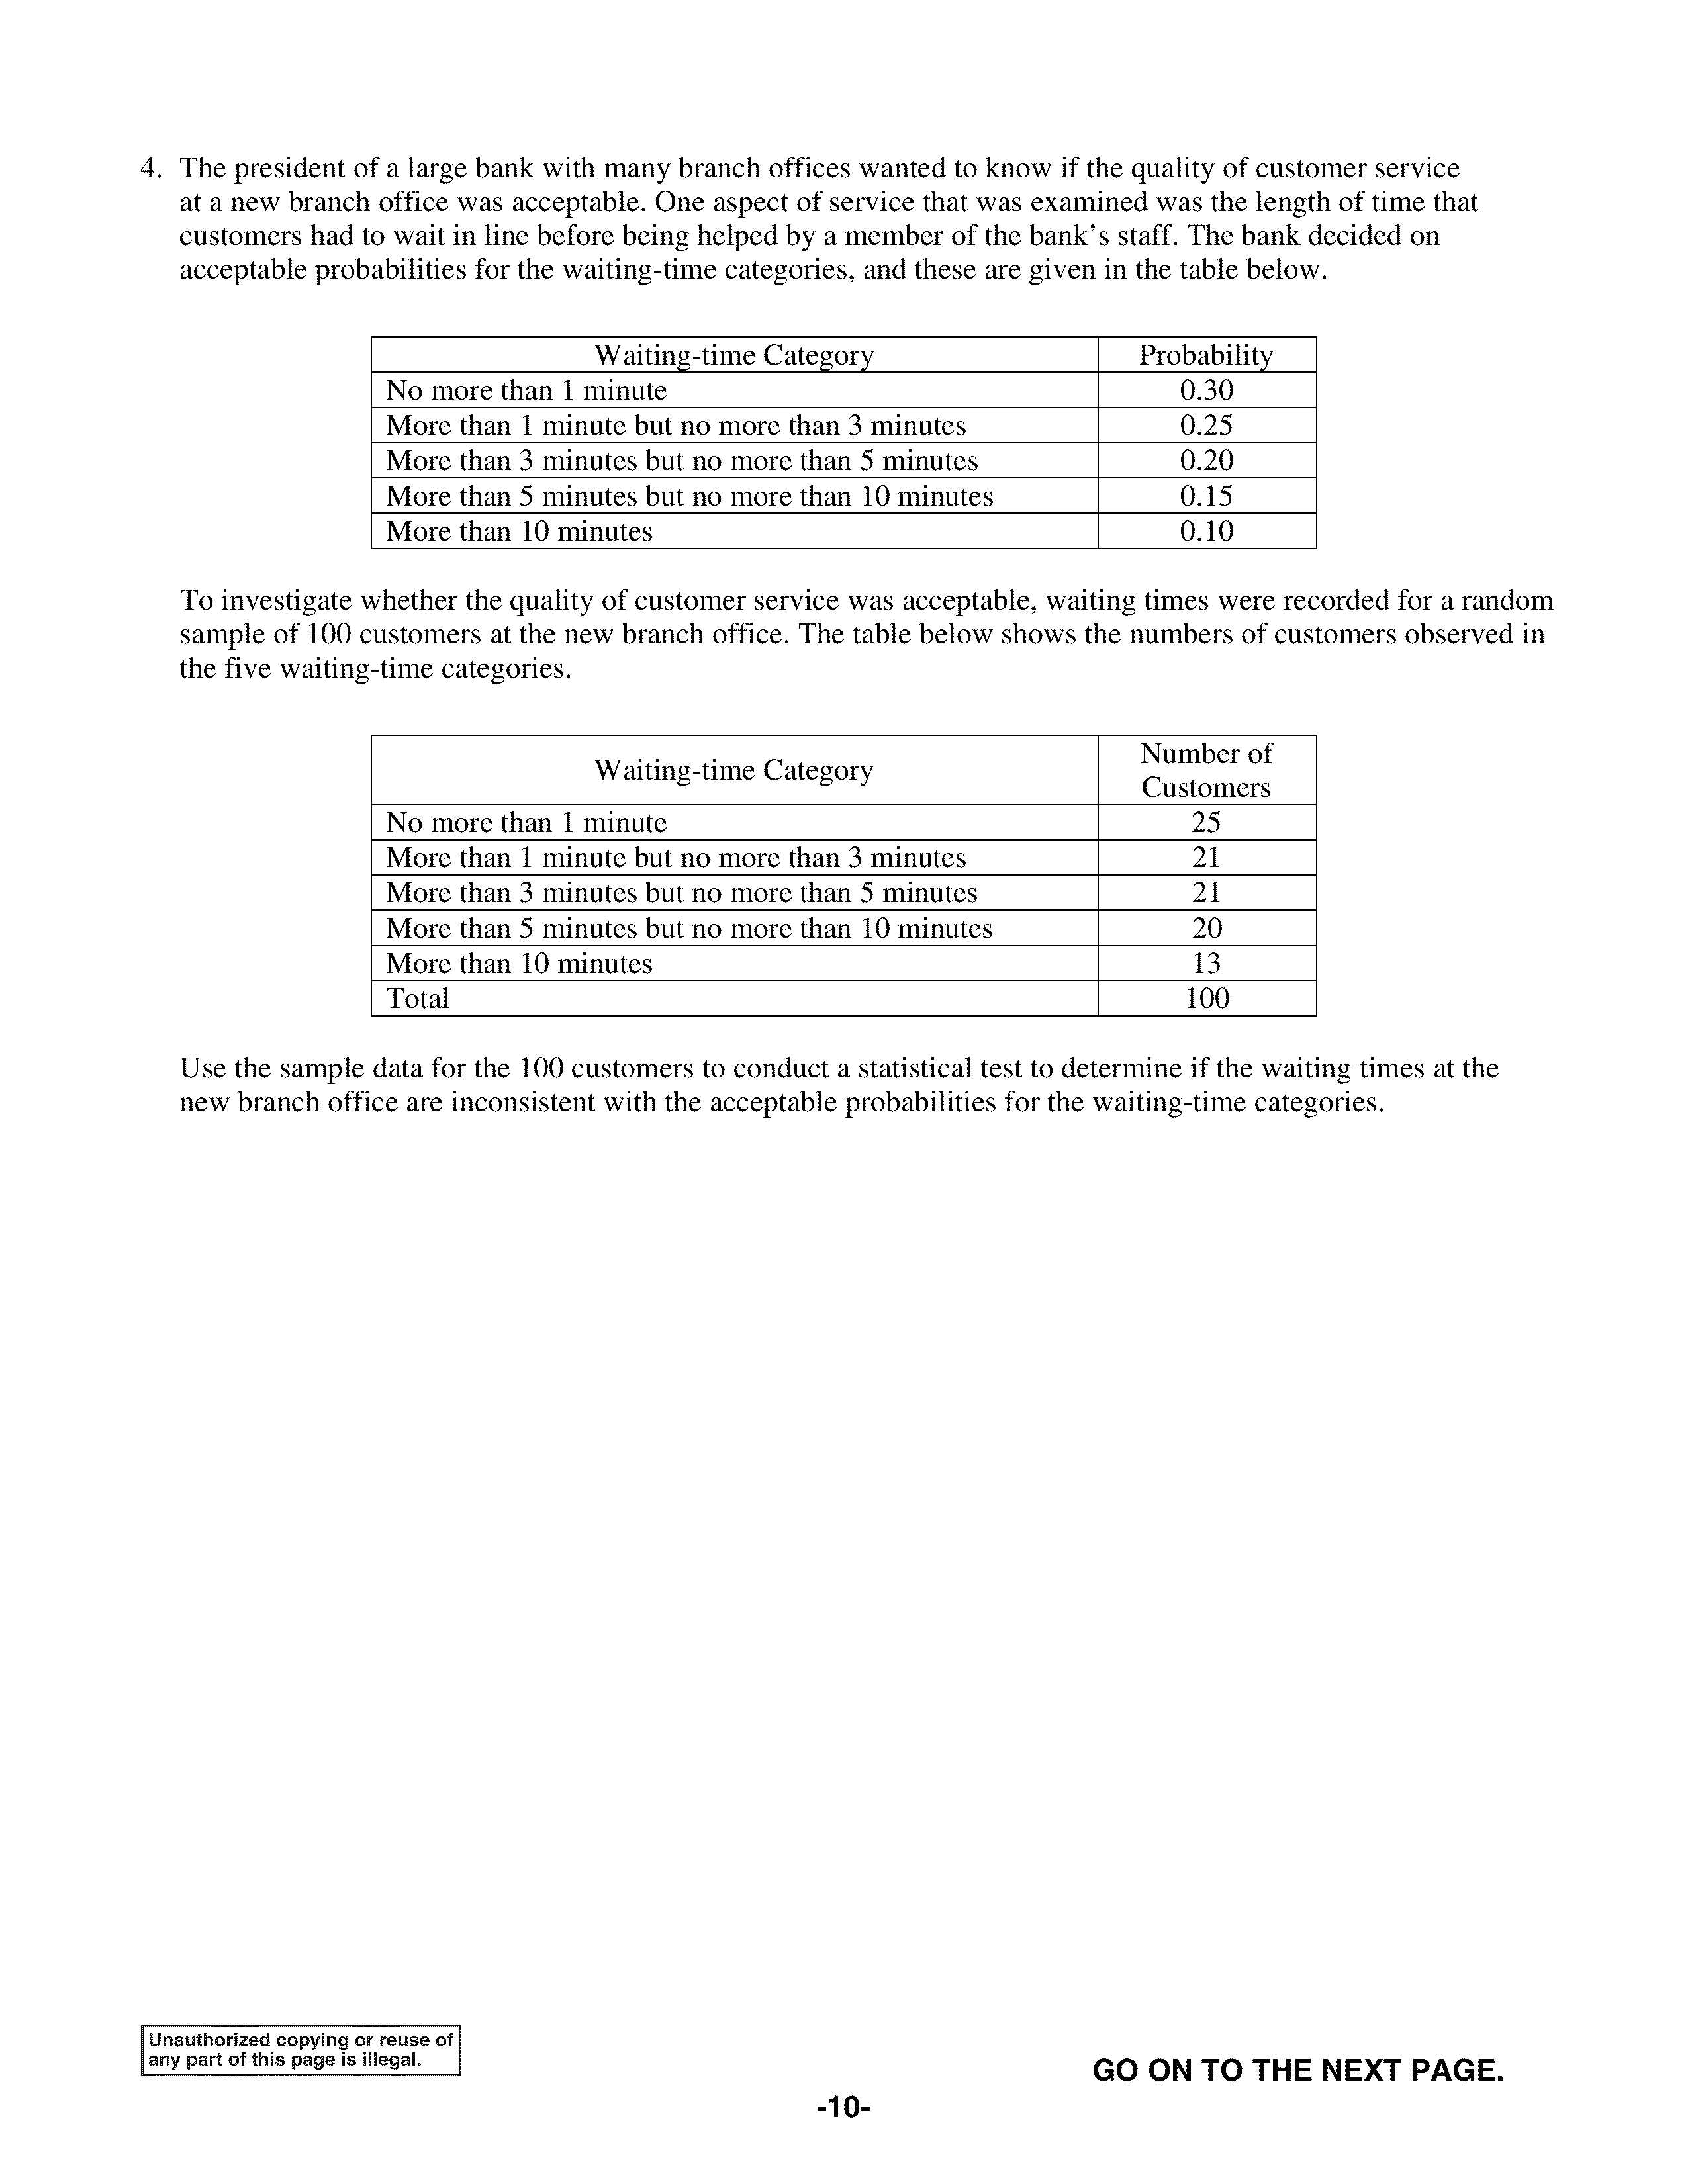 4. The president of a large bank with many branch offices wanted to know if the quality of customer service
at a new branch office was acceptable. One aspect of service that was examined was the length of time that
customers had to wait in line before being helped by a member of the bank's staff. The bank decided on
acceptable probabilities for the waiting-time categories, and these are given in the table below.
Waiting-time Category Probability
No more than 1 minute 0.30
More than 1 minute but no more than 3 minutes 0.25
More than 3 minutes but no more than 5 minutes 0.20
More than 5 minutes but no more than 10 minutes 0.15
More than 10 minutes 0.10
To investigate whether the quality of customer service was acceptable, waiting times were recorded for a random
sample of 100 customers at the new branch office. The table below shows the numbers of customers observed in
the five waiting-time categories.
Waiting-time Category Number of
Customers
No more than 1 minute 25
More than 1 minute but no more than 3 minutes 21
More than 3 minutes but no more than 5 minutes 21
More than 5 minutes but no more than 10 minutes 20
More than 10 minutes 13
Total 100
Use the sample data for the 100 customers to conduct a statistical test to determine if the waiting times at the
new branch office are inconsistent with the acceptable probabilities for the waiting-time categories.
Unauthorized copying or reuse of
any part of this page is illegal.
GO ON TO THE NEXT PAGE.
-10-